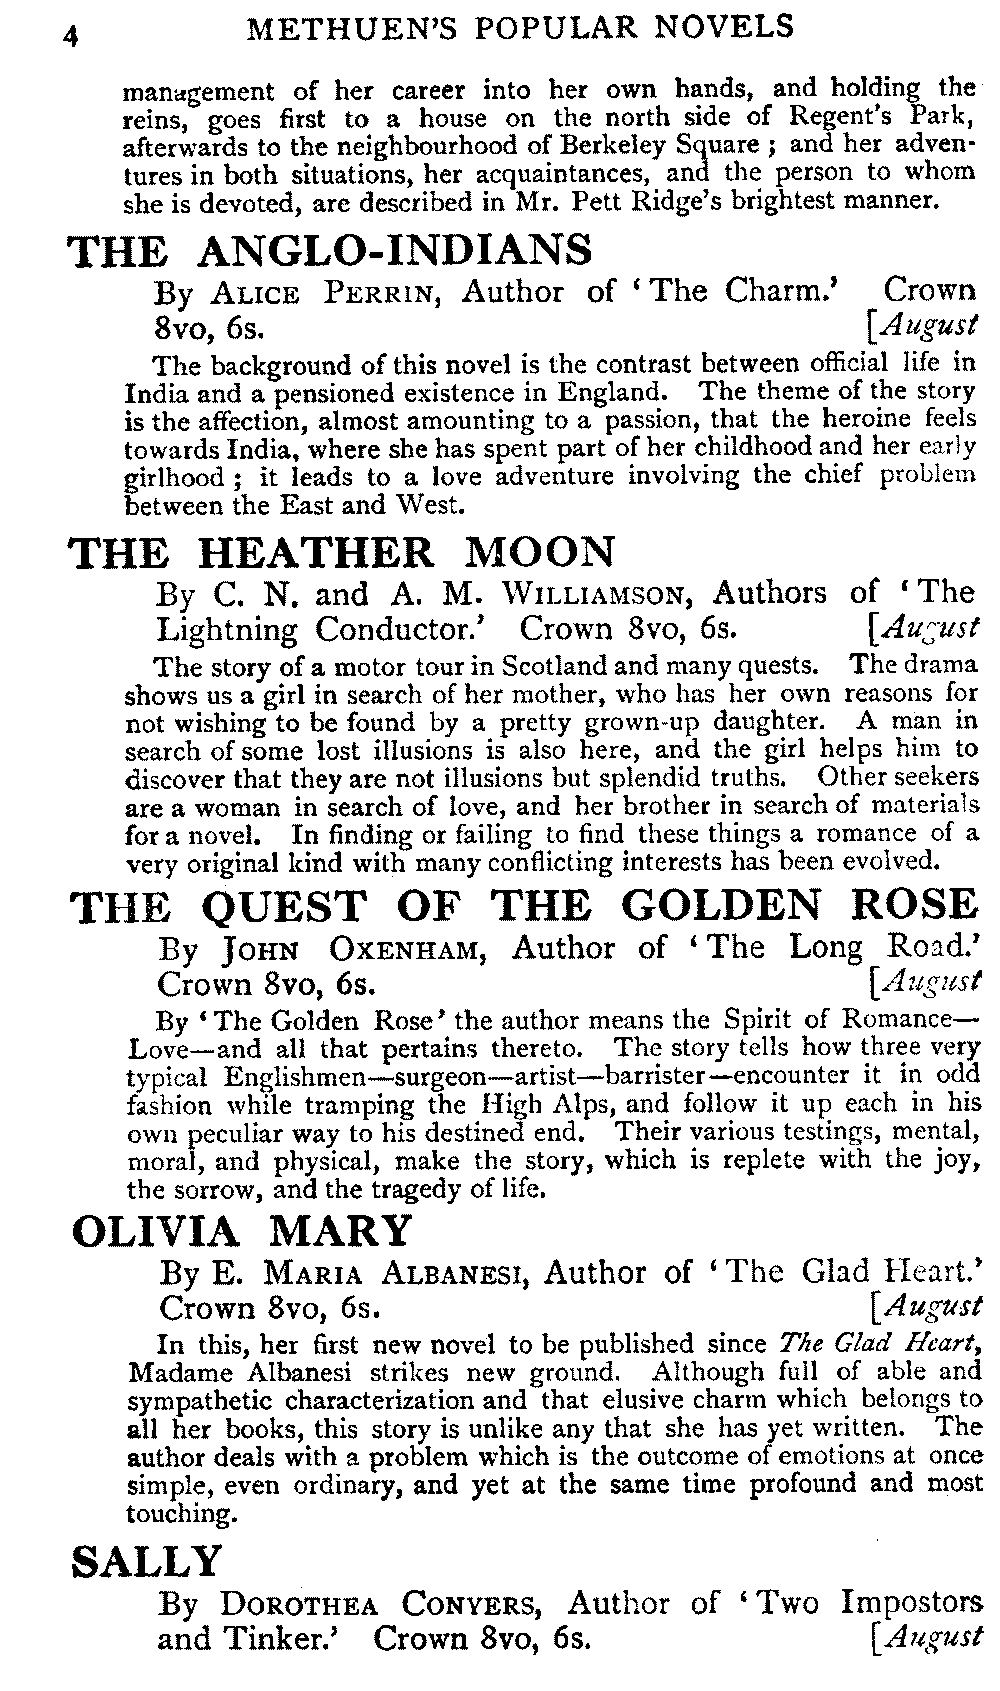 4 METHUEN'S POPULAR NOVELS
management of her career into her own hands, and holding the
reins, goes first to a house on the north side of Regent's Park,
afterwards to the neighbourhood of Berkeley Square ; and her adven-
tures in both situations, her acquaintances, and the person to whom
she is devoted, are described in Mr. Pett Ridge's brightest manner.
THE ANGLO-INDIANS
By ALICE PERRIN, Author of ‘The Charm.’ Crown
8vo, 6s. [August
The background of this novel is the contrast between official life in
India and a pensioned existence in England. The theme of the story
is the affection, almost amounting to a passion, that the heroine feels
towards India, where she has spent part of her childhood and her early
girlhood ; it leads to a love adventure involving the chief problem
between the East and West.
THE HEATHER MOON
By C. N. and A. M. WILLIAMSON, Authors of ‘The
Lightning Conductor.’ Crown 8vo, 6s. [August
The story of a motor tour in Scotland and many quests. The drama
shows us a girl in search of her mother, who has her own reasons for
not wishing to be found by a pretty grown-up daughter. A man in
search of some lost illusions is also here, and the girl helps him to
discover that they are not illusions but splendid truths. Other seekers
are a woman in search of love, and her brother in search of materials
for a novel. In finding or failing to find these things a romance of a
very original kind with many conflicting interests has been evolved.
THE QUEST OF THE GOLDEN ROSE
By JOHN OXENHAM, Author of ‘The Long Road.’
Crown 8vo, 6s. [August
By ‘The Golden Rose’ the author means the Spirit of Romance—
Love—and all that pertains thereto. The story tells how three very
typical Englishmen—surgeon—artist—barrister—encounter it in odd
fashion while tramping the High Alps, and follow it up each in his
own peculiar way to his destined end. Their various testings, mental,
moral, and physical, make the story, which is replete with the joy,
the sorrow, and the tragedy of life.
OLIVIA MARY
By E. MARIA ALBANESI, Author of ‘The Glad Heart.’
Crown 8vo, 6s. [August
In this, her first new novel to be published since The Glad Heart,
Madame Albanesi strikes new ground. Although full of able and
sympathetic characterization and that elusive charm which belongs to
all her books, this story is unlike any that she has yet written. The
author deals with a problem which is the outcome of emotions at once
simple, even ordinary, and yet at the same time profound and most
touching.
SALLY
By DOROTHEA CONYERS, Author of ‘Two Impostors
and Tinker.’ Crown 8vo, 6s. [August